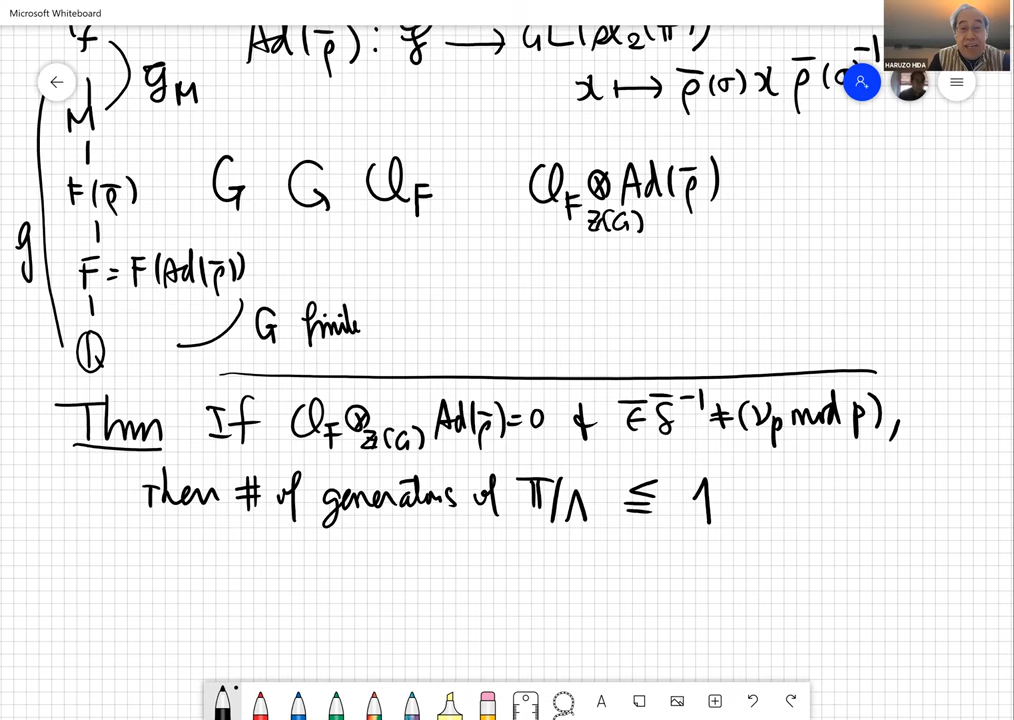 Microsoft Whiteboard
Ad(ρ̄) : 𝔤 ⟶ GL(𝔰𝔩₂(𝔽))
x ⟼ ρ̄(σ) x ρ̄(σ)⁻¹
HARUZO HIDA
𝔤_M
M
F(ρ̄)
G G Cl_F Cl_F ⊗_{Z[G]} Ad(ρ̄)
𝔤
F = F(Ad(ρ̄))
G finite
ℚ
Thm If Cl_F ⊗_{Z[G]} Ad(ρ̄) = 0 & ε̄ δ̄⁻¹ ≠ (ν_p mod p),
Then # of generators of 𝕋/Λ ≦ 1
A